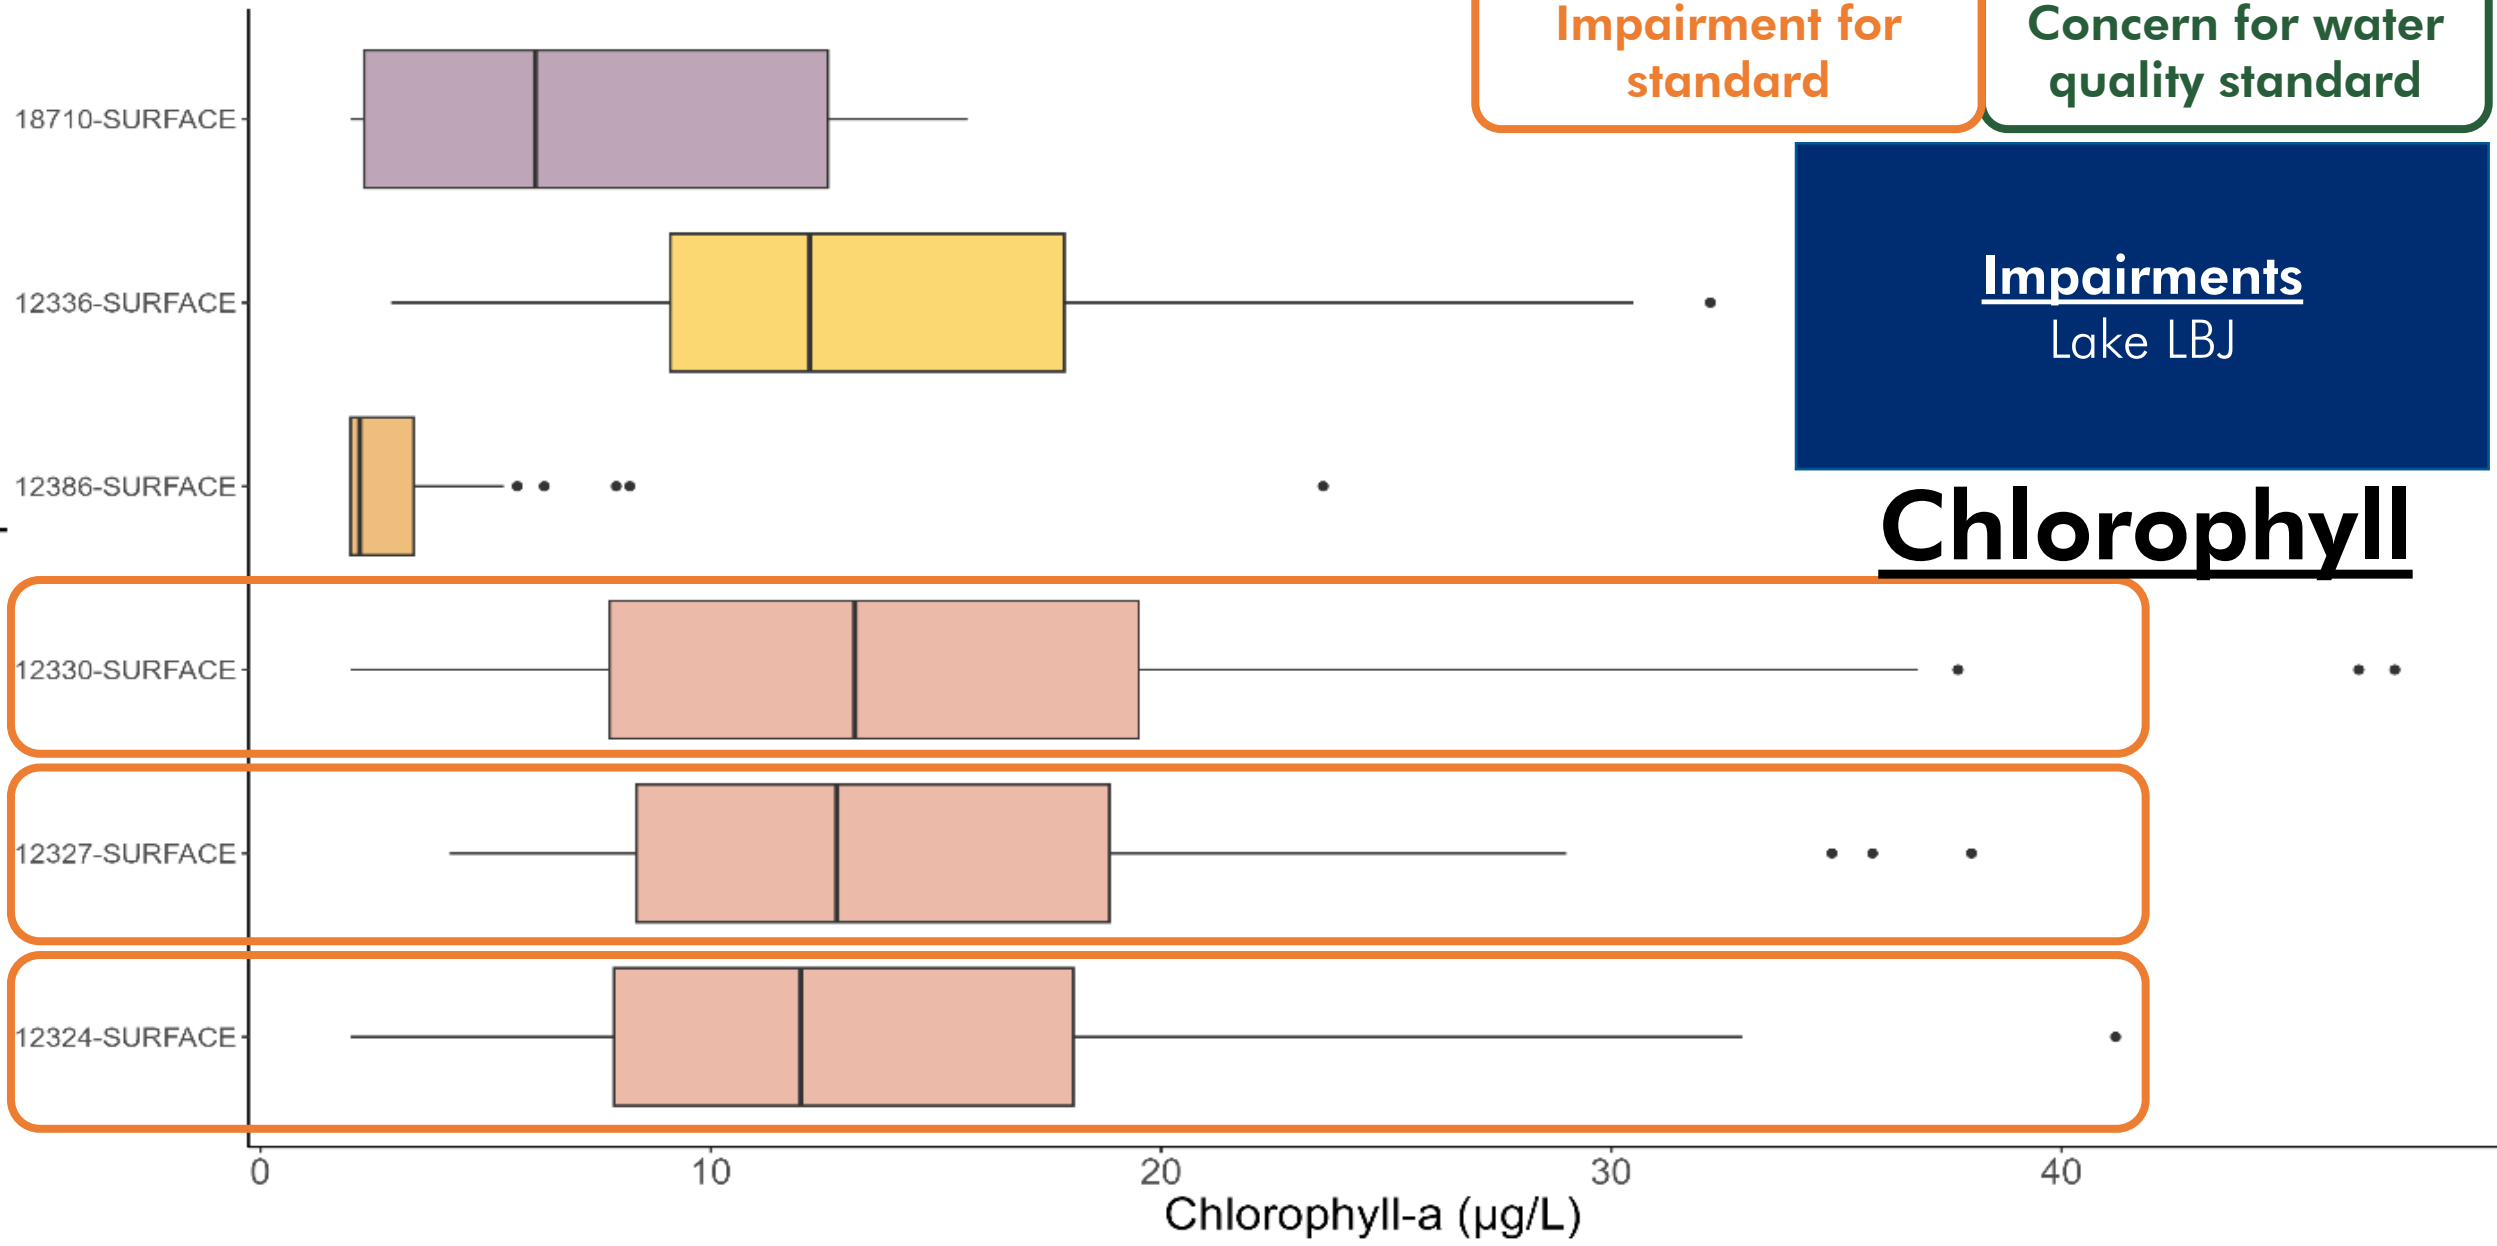 Impairment for
standard
Concern for water
quality standard
Impairments
Lake LBJ
Chlorophyll
18710-SURFACE
12336-SURFACE
12386-SURFACE
12330-SURFACE
12327-SURFACE
12324-SURFACE
0 10 20 30 40
Chlorophyll-a (µg/L)